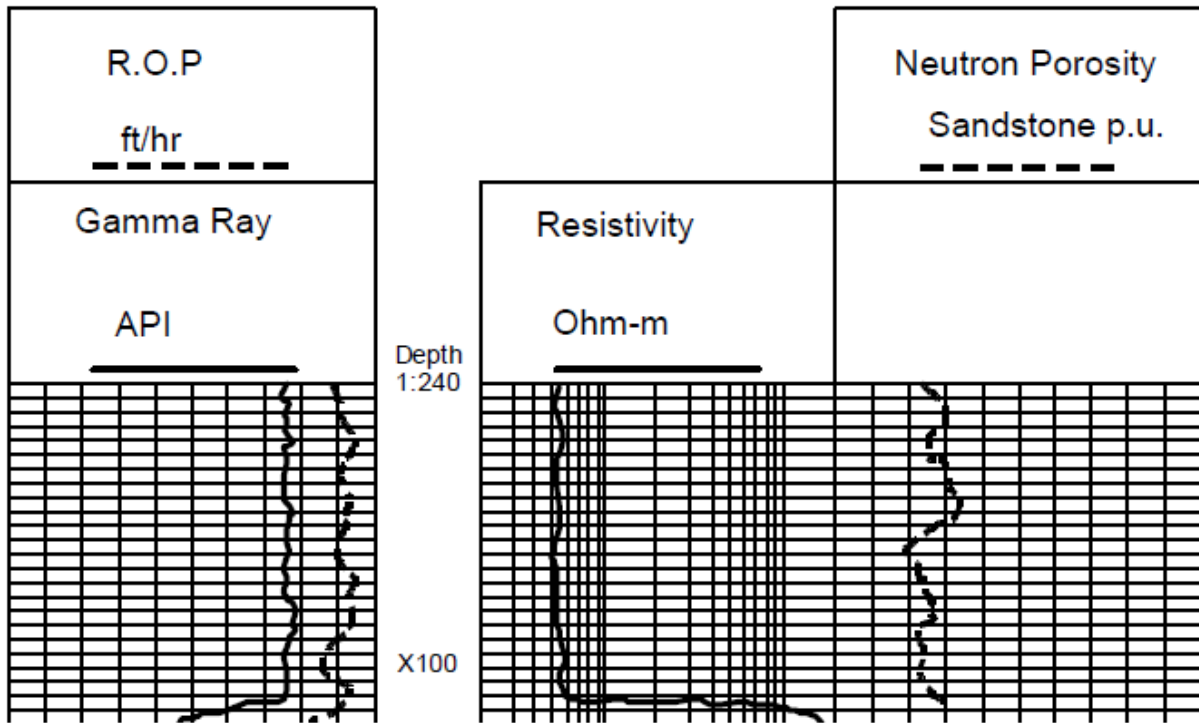 R.O.P
ft/hr
Gamma Ray
API
Depth
1:240
X100
Resistivity
Ohm-m
Neutron Porosity
Sandstone p.u.